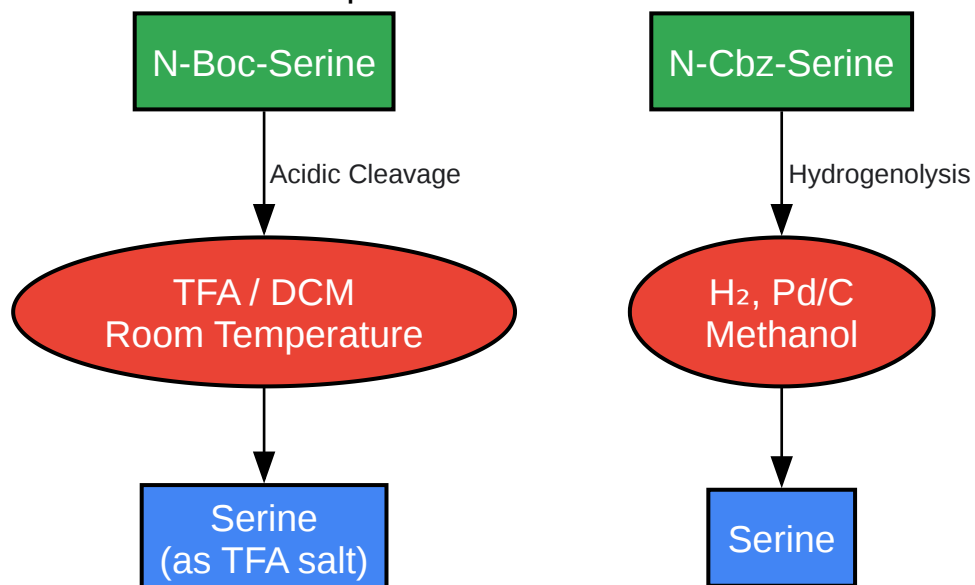 N-Boc-Serine
N-Cbz-Serine
Acidic Cleavage
Hydrogenolysis
TFA / DCM
Room Temperature
H₂, Pd/C
Methanol
Serine
(as TFA salt)
Serine